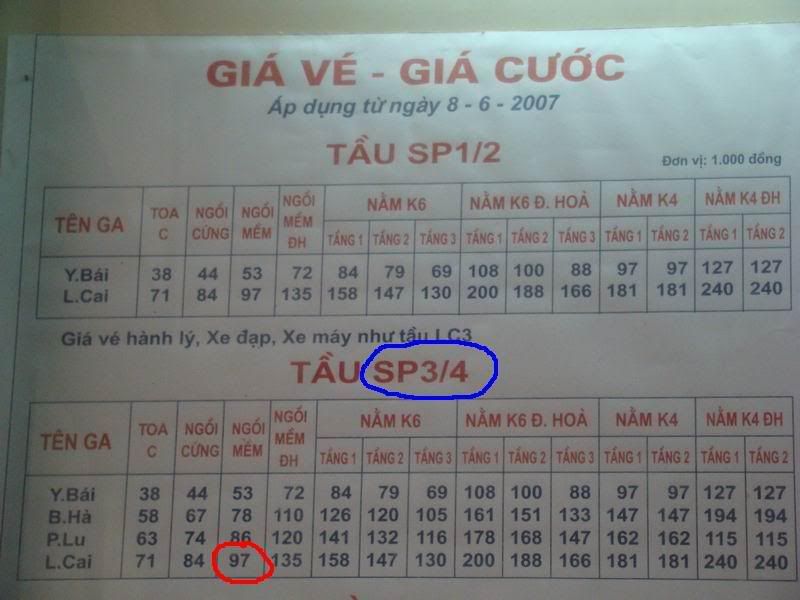 GIÁ VÉ - GIÁ CƯỚC
Áp dụng từ ngày 8 - 6 - 2007
TẦU SP1/2
Đơn vị: 1.000 đồng
TÊN GA TOA C NGỒI CỨNG NGỒI MỀM NGỒI MỀM ĐH NẰM K6 NẰM K6 Đ. HOÀ NẰM K4 NẰM K4 ĐH
TẦNG 1 TẦNG 2 TẦNG 3 TẦNG 1 TẦNG 2 TẦNG 3 TẦNG 1 TẦNG 2 TẦNG 1 TẦNG 2
Y.Bái 38 44 53 72 84 79 69 108 100 88 97 97 127 127
L.Cai 71 84 97 135 158 147 130 200 188 166 181 181 240 240
Giá vé hành lý, Xe đạp, Xe máy như tầu LC3
TẦU SP3/4
TÊN GA TOA C NGỒI CỨNG NGỒI MỀM NGỒI MỀM ĐH NẰM K6 NẰM K6 Đ. HOÀ NẰM K4 NẰM K4 ĐH
TẦNG 1 TẦNG 2 TẦNG 3 TẦNG 1 TẦNG 2 TẦNG 3 TẦNG 1 TẦNG 2 TẦNG 1 TẦNG 2
Y.Bái 38 44 53 72 84 79 69 108 100 88 97 97 127 127
B.Hà 58 67 78 110 126 120 105 161 151 133 147 147 194 194
P.Lu 63 74 86 120 141 132 116 178 168 147 162 162 115 115
L.Cai 71 84 97 135 158 147 130 200 188 166 181 181 240 240